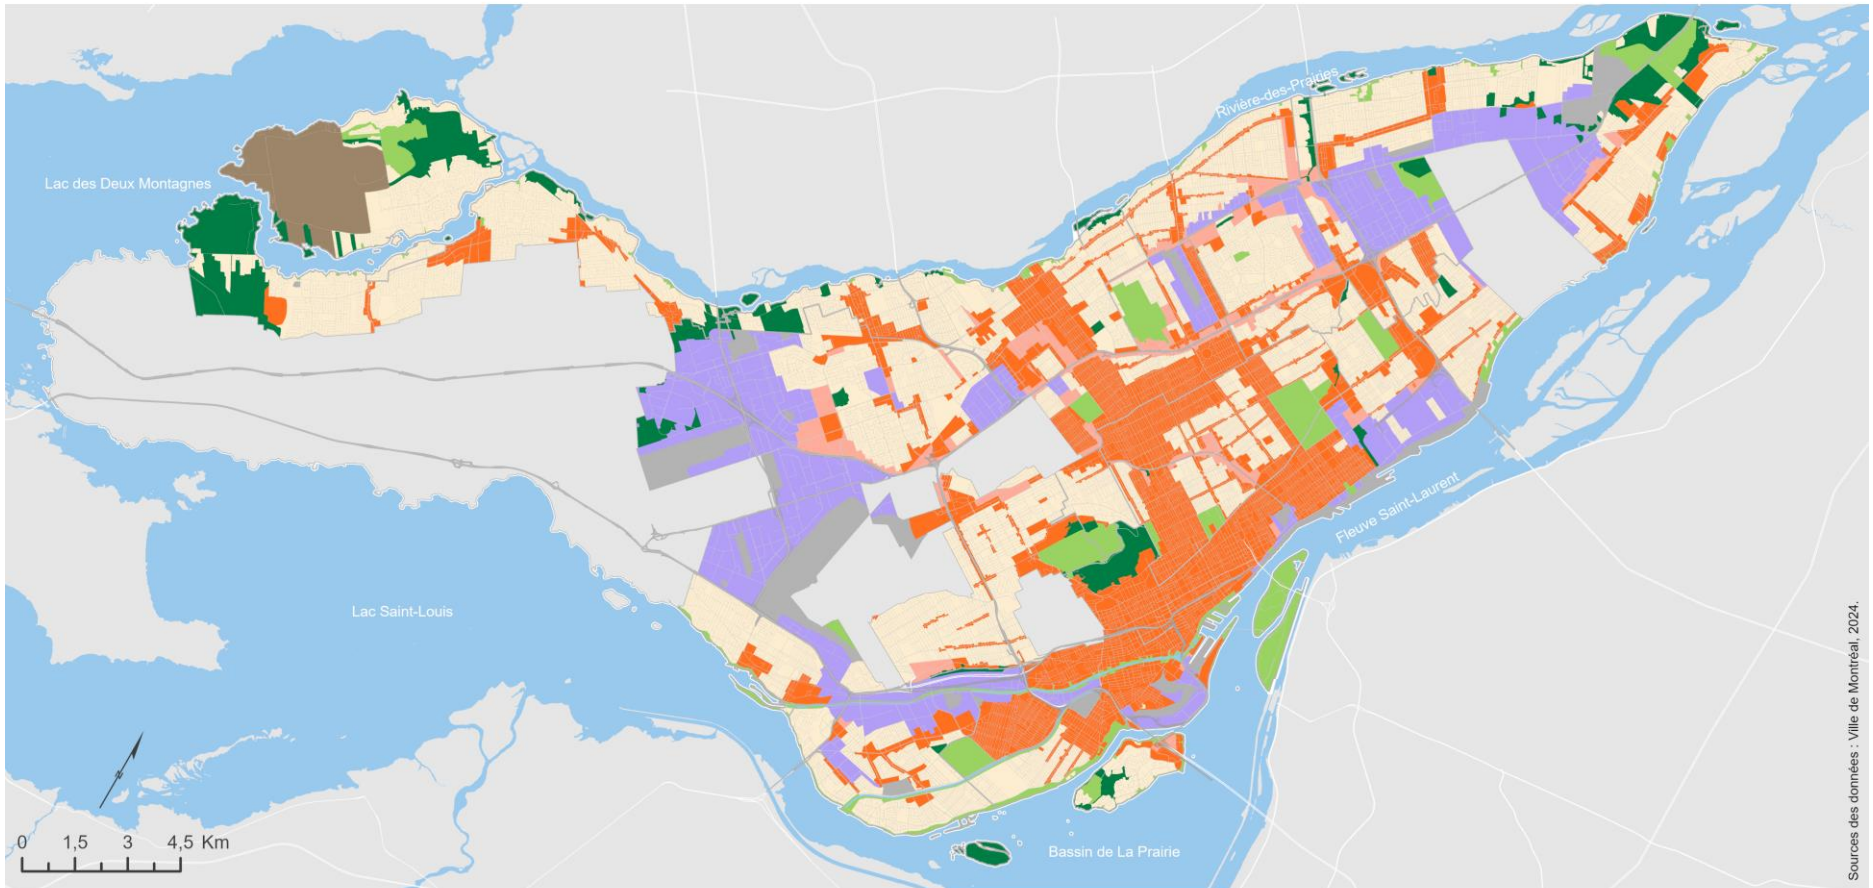 Rivière-des-Prairies
Lac des Deux Montagnes
Fleuve Saint-Laurent
Lac Saint-Louis
Bassin de La Prairie
N
0 1,5 3 4,5 Km
Sources des données : Ville de Montréal, 2024.